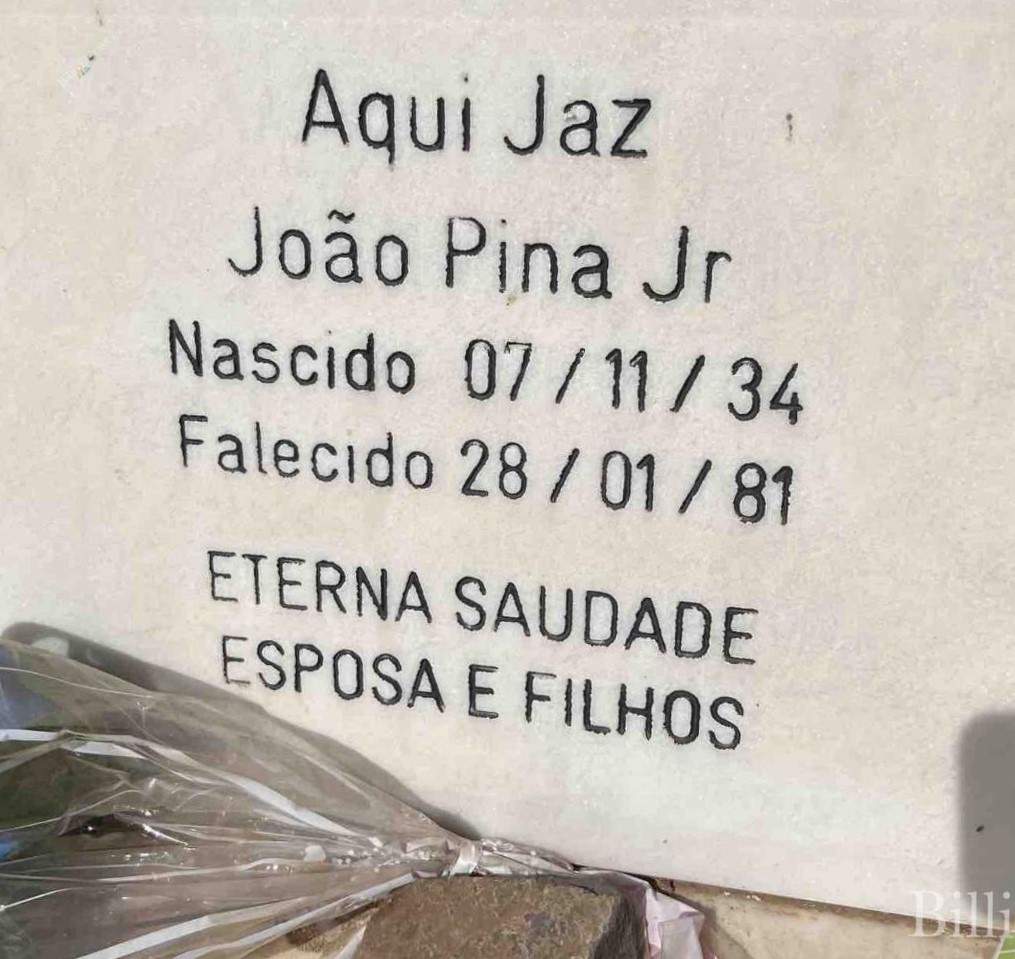 Aqui Jaz
João Pina Jr
Nascido 07 / 11 / 34
Falecido 28 / 01 / 81
ETERNA SAUDADE
ESPOSA E FILHOS
Billi